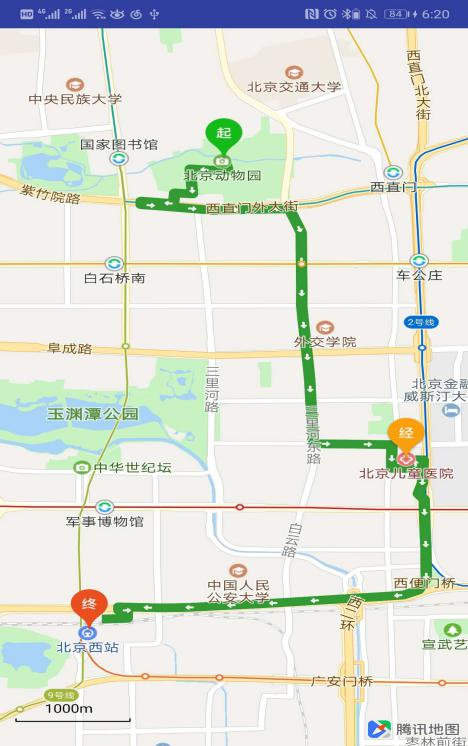 HD 4G 2G 84 6:20
西直门北大街
北京交通大学
中央民族大学
起
国家图书馆
北京动物园
西直门
紫竹院路
西直门外大街
白石桥南
车公庄
2号线
外交学院
阜成路
三里河路
北京金融
威斯汀大
玉渊潭公园
三里河东路
经
中华世纪坛
北京儿童医院
军事博物馆
白云路
中国人民
公安大学
西便门桥
终
西二环
北京西站
宣武艺
广安门桥
9号线
1000m
腾讯地图
枣林前街